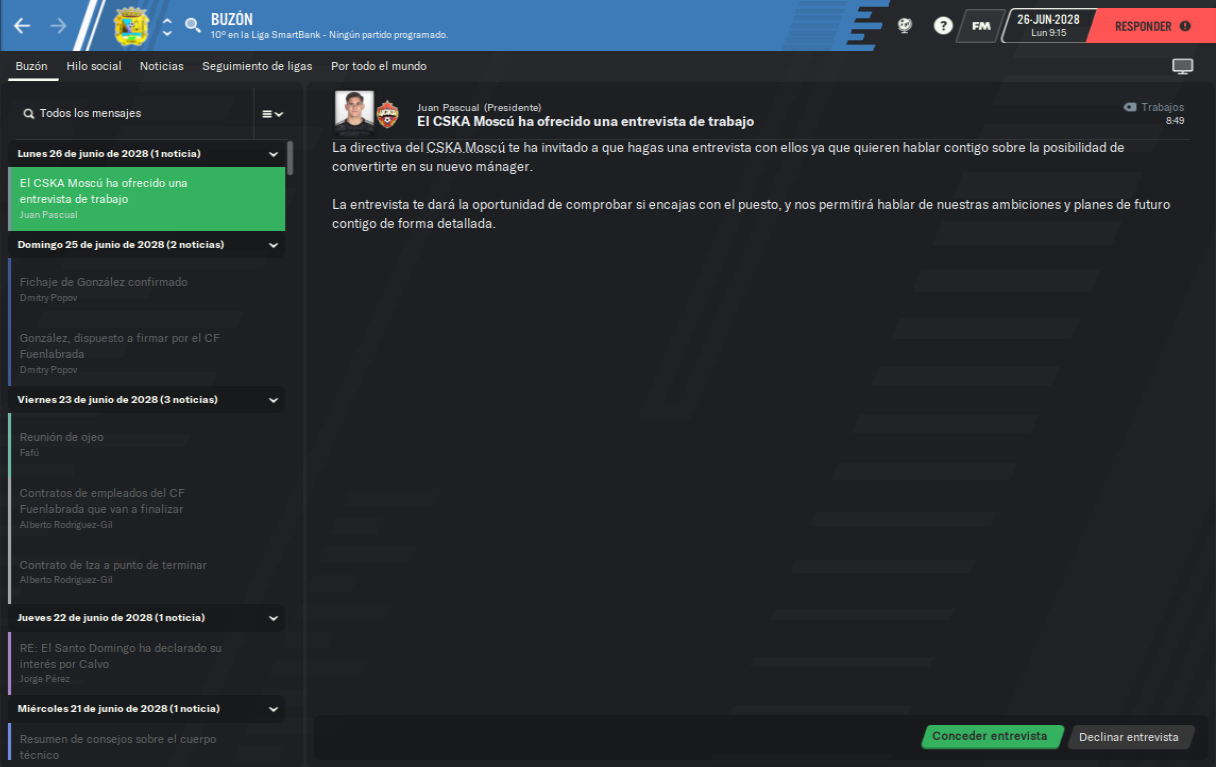 BUZÓN
10º en la Liga SmartBank - Ningún partido programado.
?
FM
26-JUN-2028
Lun 9:15
RESPONDER
Buzón
Hilo social
Noticias
Seguimiento de ligas
Por todo el mundo
Todos los mensajes
Lunes 26 de junio de 2028 (1 noticia)
El CSKA Moscú ha ofrecido una
entrevista de trabajo
Juan Pascual
Domingo 25 de junio de 2028 (2 noticias)
Fichaje de González confirmado
Dmitry Popov
González, dispuesto a firmar por el CF
Fuenlabrada
Dmitry Popov
Viernes 23 de junio de 2028 (3 noticias)
Reunión de ojeo
Fafú
Contratos de empleados del CF
Fuenlabrada que van a finalizar
Alberto Rodríguez-Gil
Contrato de Iza a punto de terminar
Alberto Rodríguez-Gil
Jueves 22 de junio de 2028 (1 noticia)
RE: El Santo Domingo ha declarado su
interés por Calvo
Jorge Pérez
Miércoles 21 de junio de 2028 (1 noticia)
Resumen de consejos sobre el cuerpo
técnico
Juan Pascual (Presidente)
El CSKA Moscú ha ofrecido una entrevista de trabajo
Trabajos
8:49
La directiva del CSKA Moscú te ha invitado a que hagas una entrevista con ellos ya que quieren hablar contigo sobre la posibilidad de
convertirte en su nuevo mánager.
La entrevista te dará la oportunidad de comprobar si encajas con el puesto, y nos permitirá hablar de nuestras ambiciones y planes de futuro
contigo de forma detallada.
Conceder entrevista
Declinar entrevista